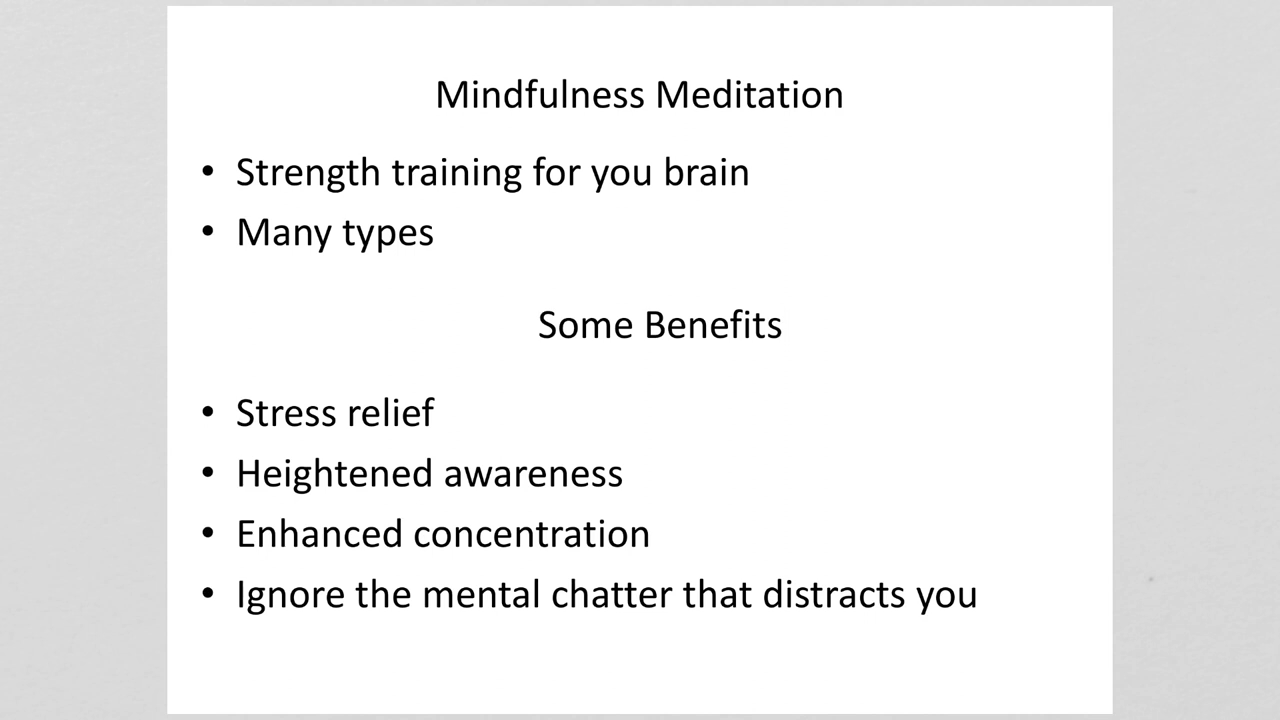 Mindfulness Meditation
• Strength training for you brain
• Many types
Some Benefits
• Stress relief
• Heightened awareness
• Enhanced concentration
• Ignore the mental chatter that distracts you